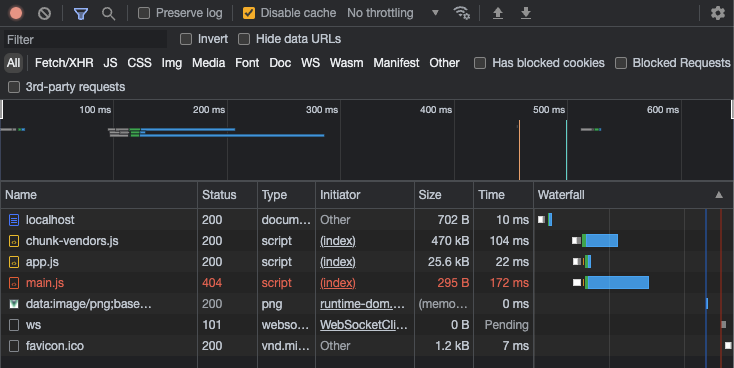 Preserve log Disable cache No throttling
Filter Invert Hide data URLs
All Fetch/XHR JS CSS Img Media Font Doc WS Wasm Manifest Other Has blocked cookies Blocked Requests
3rd-party requests
100 ms 200 ms 300 ms 400 ms 500 ms 600 ms
Name Status Type Initiator Size Time Waterfall
localhost 200 docum... Other 702 B 10 ms
chunk-vendors.js 200 script (index) 470 kB 104 ms
app.js 200 script (index) 25.6 kB 22 ms
main.js 404 script (index) 295 B 172 ms
data:image/png;base... 200 png runtime-dom.... (memo... 0 ms
ws 101 webso... WebSocketCli... 0 B Pending
favicon.ico 200 vnd.mi... Other 1.2 kB 7 ms